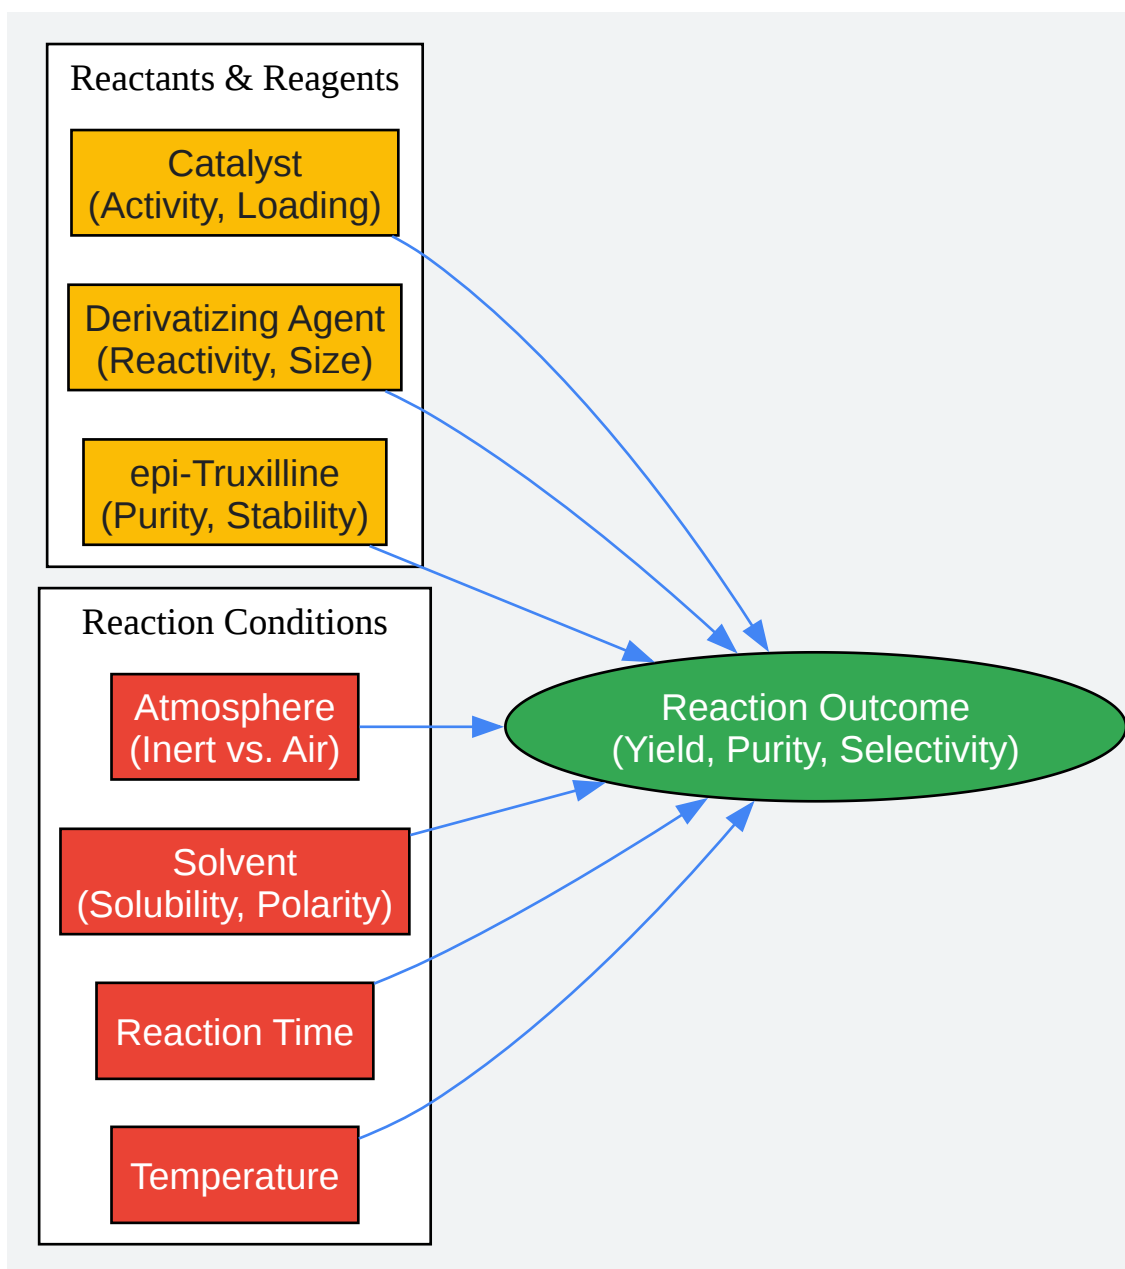 Reactants & Reagents
Catalyst
(Activity, Loading)
Derivatizing Agent
(Reactivity, Size)
epi-Truxilline
(Purity, Stability)
Reaction Conditions
Atmosphere
(Inert vs. Air)
Solvent
(Solubility, Polarity)
Reaction Time
Temperature
Reaction Outcome
(Yield, Purity, Selectivity)